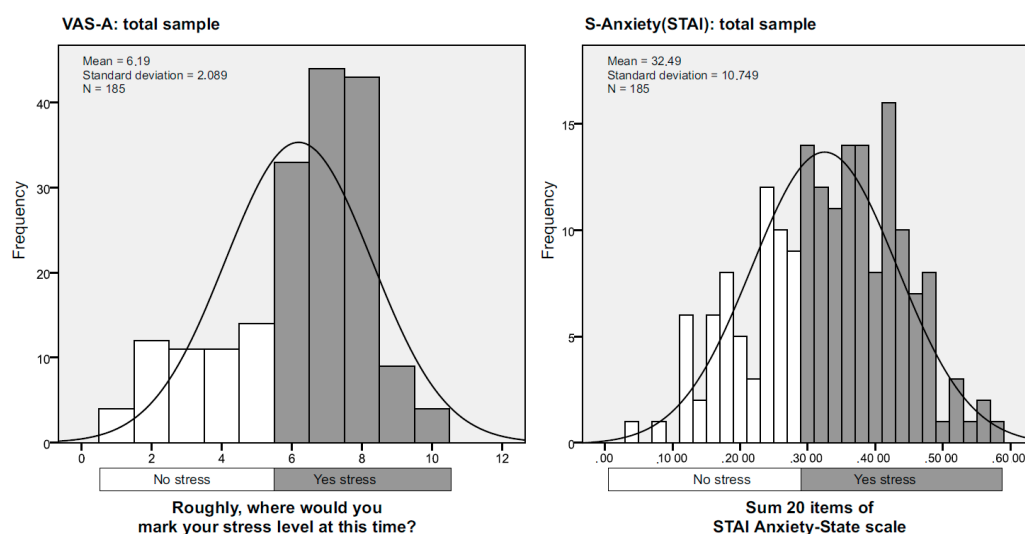 VAS-A: total sample
Mean = 6,19
Standard deviation = 2.089
N = 185
Frequency
40
30
20
10
0
0 2 4 6 8 10 12
No stress Yes stress
Roughly, where would you
mark your stress level at this time?
S-Anxiety(STAI): total sample
Mean = 32,49
Standard deviation = 10,749
N = 185
Frequency
15
10
5
0
.00 .10 00 .20 00 .30 00 .40 00 .50 00 .60 00
No stress Yes stress
Sum 20 items of
STAI Anxiety-State scale